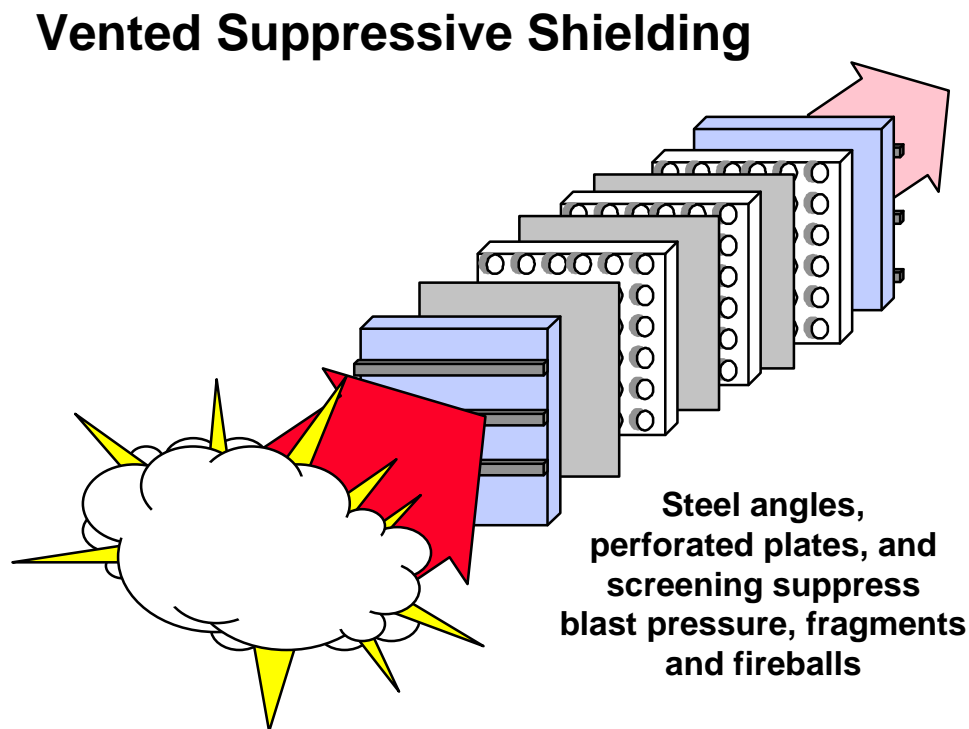 Vented Suppressive Shielding
Steel angles,
perforated plates, and
screening suppress
blast pressure, fragments
and fireballs